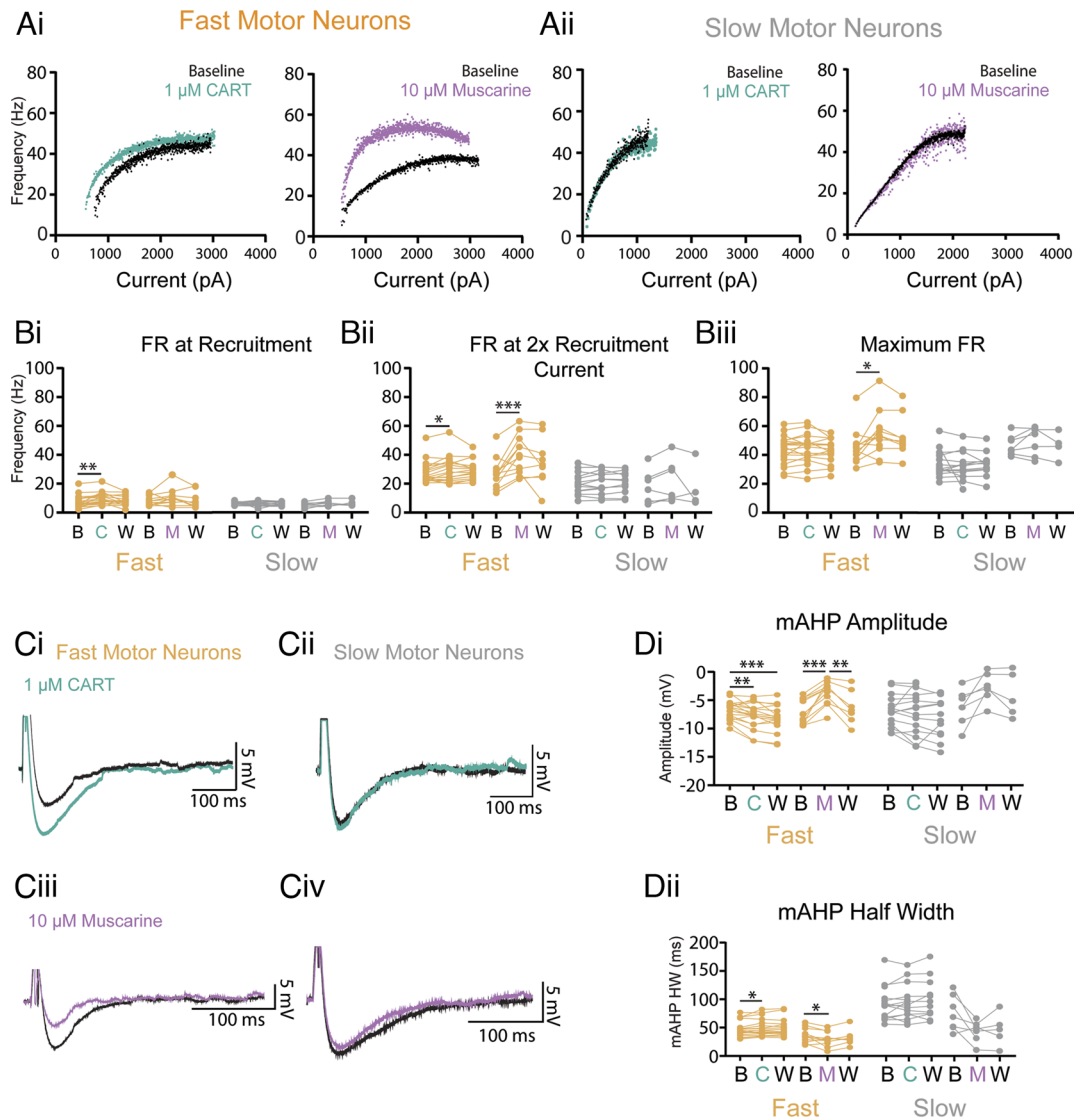 Ai
Fast Motor Neurons
Aii
Slow Motor Neurons
Baseline
1 µM CART
Baseline
10 µM Muscarine
Baseline
1 µM CART
Baseline
10 µM Muscarine
Frequency (Hz)
80
60
40
20
0
80
60
40
20
0
80
60
40
20
0
80
60
40
20
0
0 1000 2000 3000 4000
0 1000 2000 3000 4000
0 1000 2000 3000 4000
0 1000 2000 3000 4000
Current (pA)
Current (pA)
Current (pA)
Current (pA)
Bi
FR at Recruitment
Frequency (Hz)
100
80
60
40
20
0
**
B C W B M W B C W B M W
Fast
Slow
Bii
FR at 2x Recruitment
Current
100
80
60
40
20
0
*
***
B C W B M W B C W B M W
Fast
Slow
Biii
Maximum FR
100
80
60
40
20
0
*
B C W B M W B C W B M W
Fast
Slow
Ci
Fast Motor Neurons
1 µM CART
5 mV
100 ms
Cii
Slow Motor Neurons
5 mV
100 ms
Ciii
10 µM Muscarine
5 mV
100 ms
Civ
5 mV
100 ms
Di
mAHP Amplitude
Amplitude (mV)
0
-5
-10
-15
-20
***
**
***
**
B C W B M W B C W B M W
Fast
Slow
Dii
mAHP Half Width
mAHP HW (ms)
200
150
100
50
0
*
*
B C W B M W B C W B M W
Fast
Slow